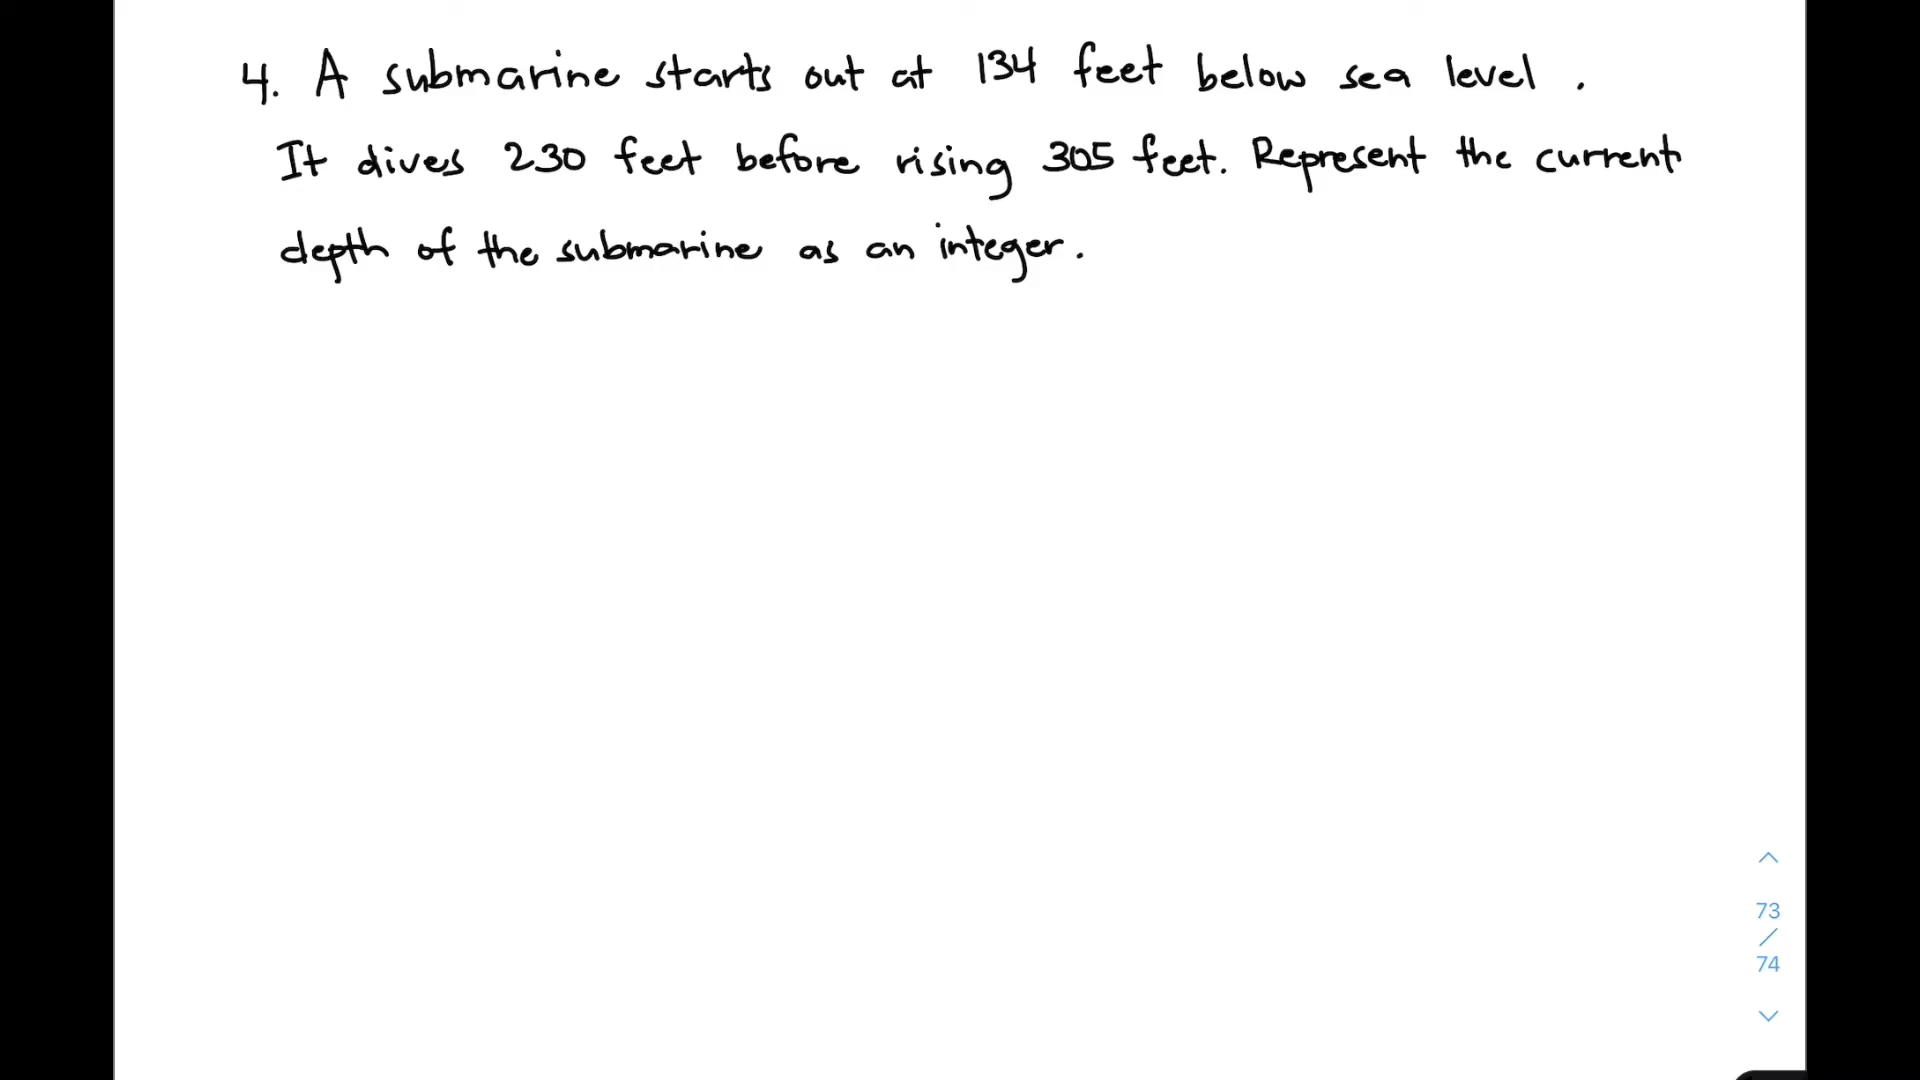 4. A submarine starts out at 134 feet below sea level.
It dives 230 feet before rising 305 feet. Represent the current
depth of the submarine as an integer.
73
/
74